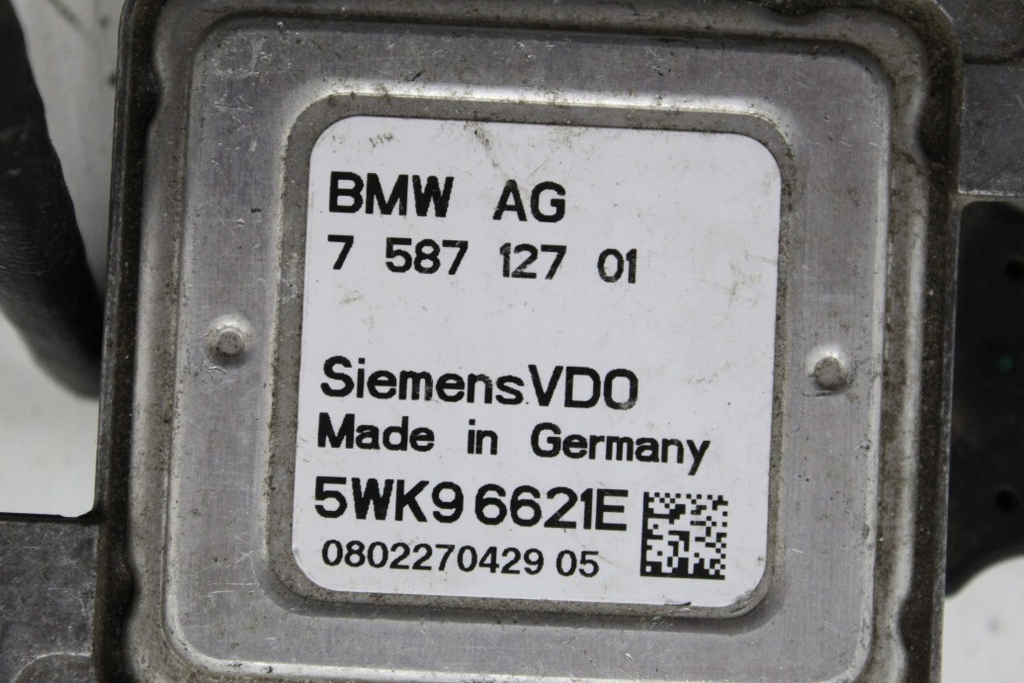 BMW AG
7 587 127 01
SiemensVDO
Made in Germany
5WK9 6621E
0802270429 05